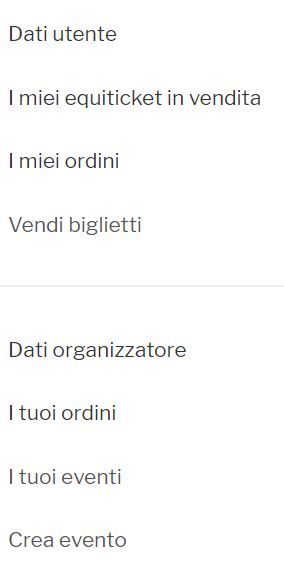 Dati utente
I miei equiticket in vendita
I miei ordini
Vendi biglietti
Dati organizzatore
I tuoi ordini
I tuoi eventi
Crea evento